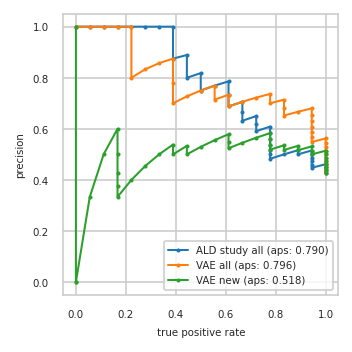 1.0
0.8
0.6
0.4
0.2
0.0
precision
ALD study all (aps: 0.790)
VAE all (aps: 0.796)
VAE new (aps: 0.518)
0.0 0.2 0.4 0.6 0.8 1.0
true positive rate